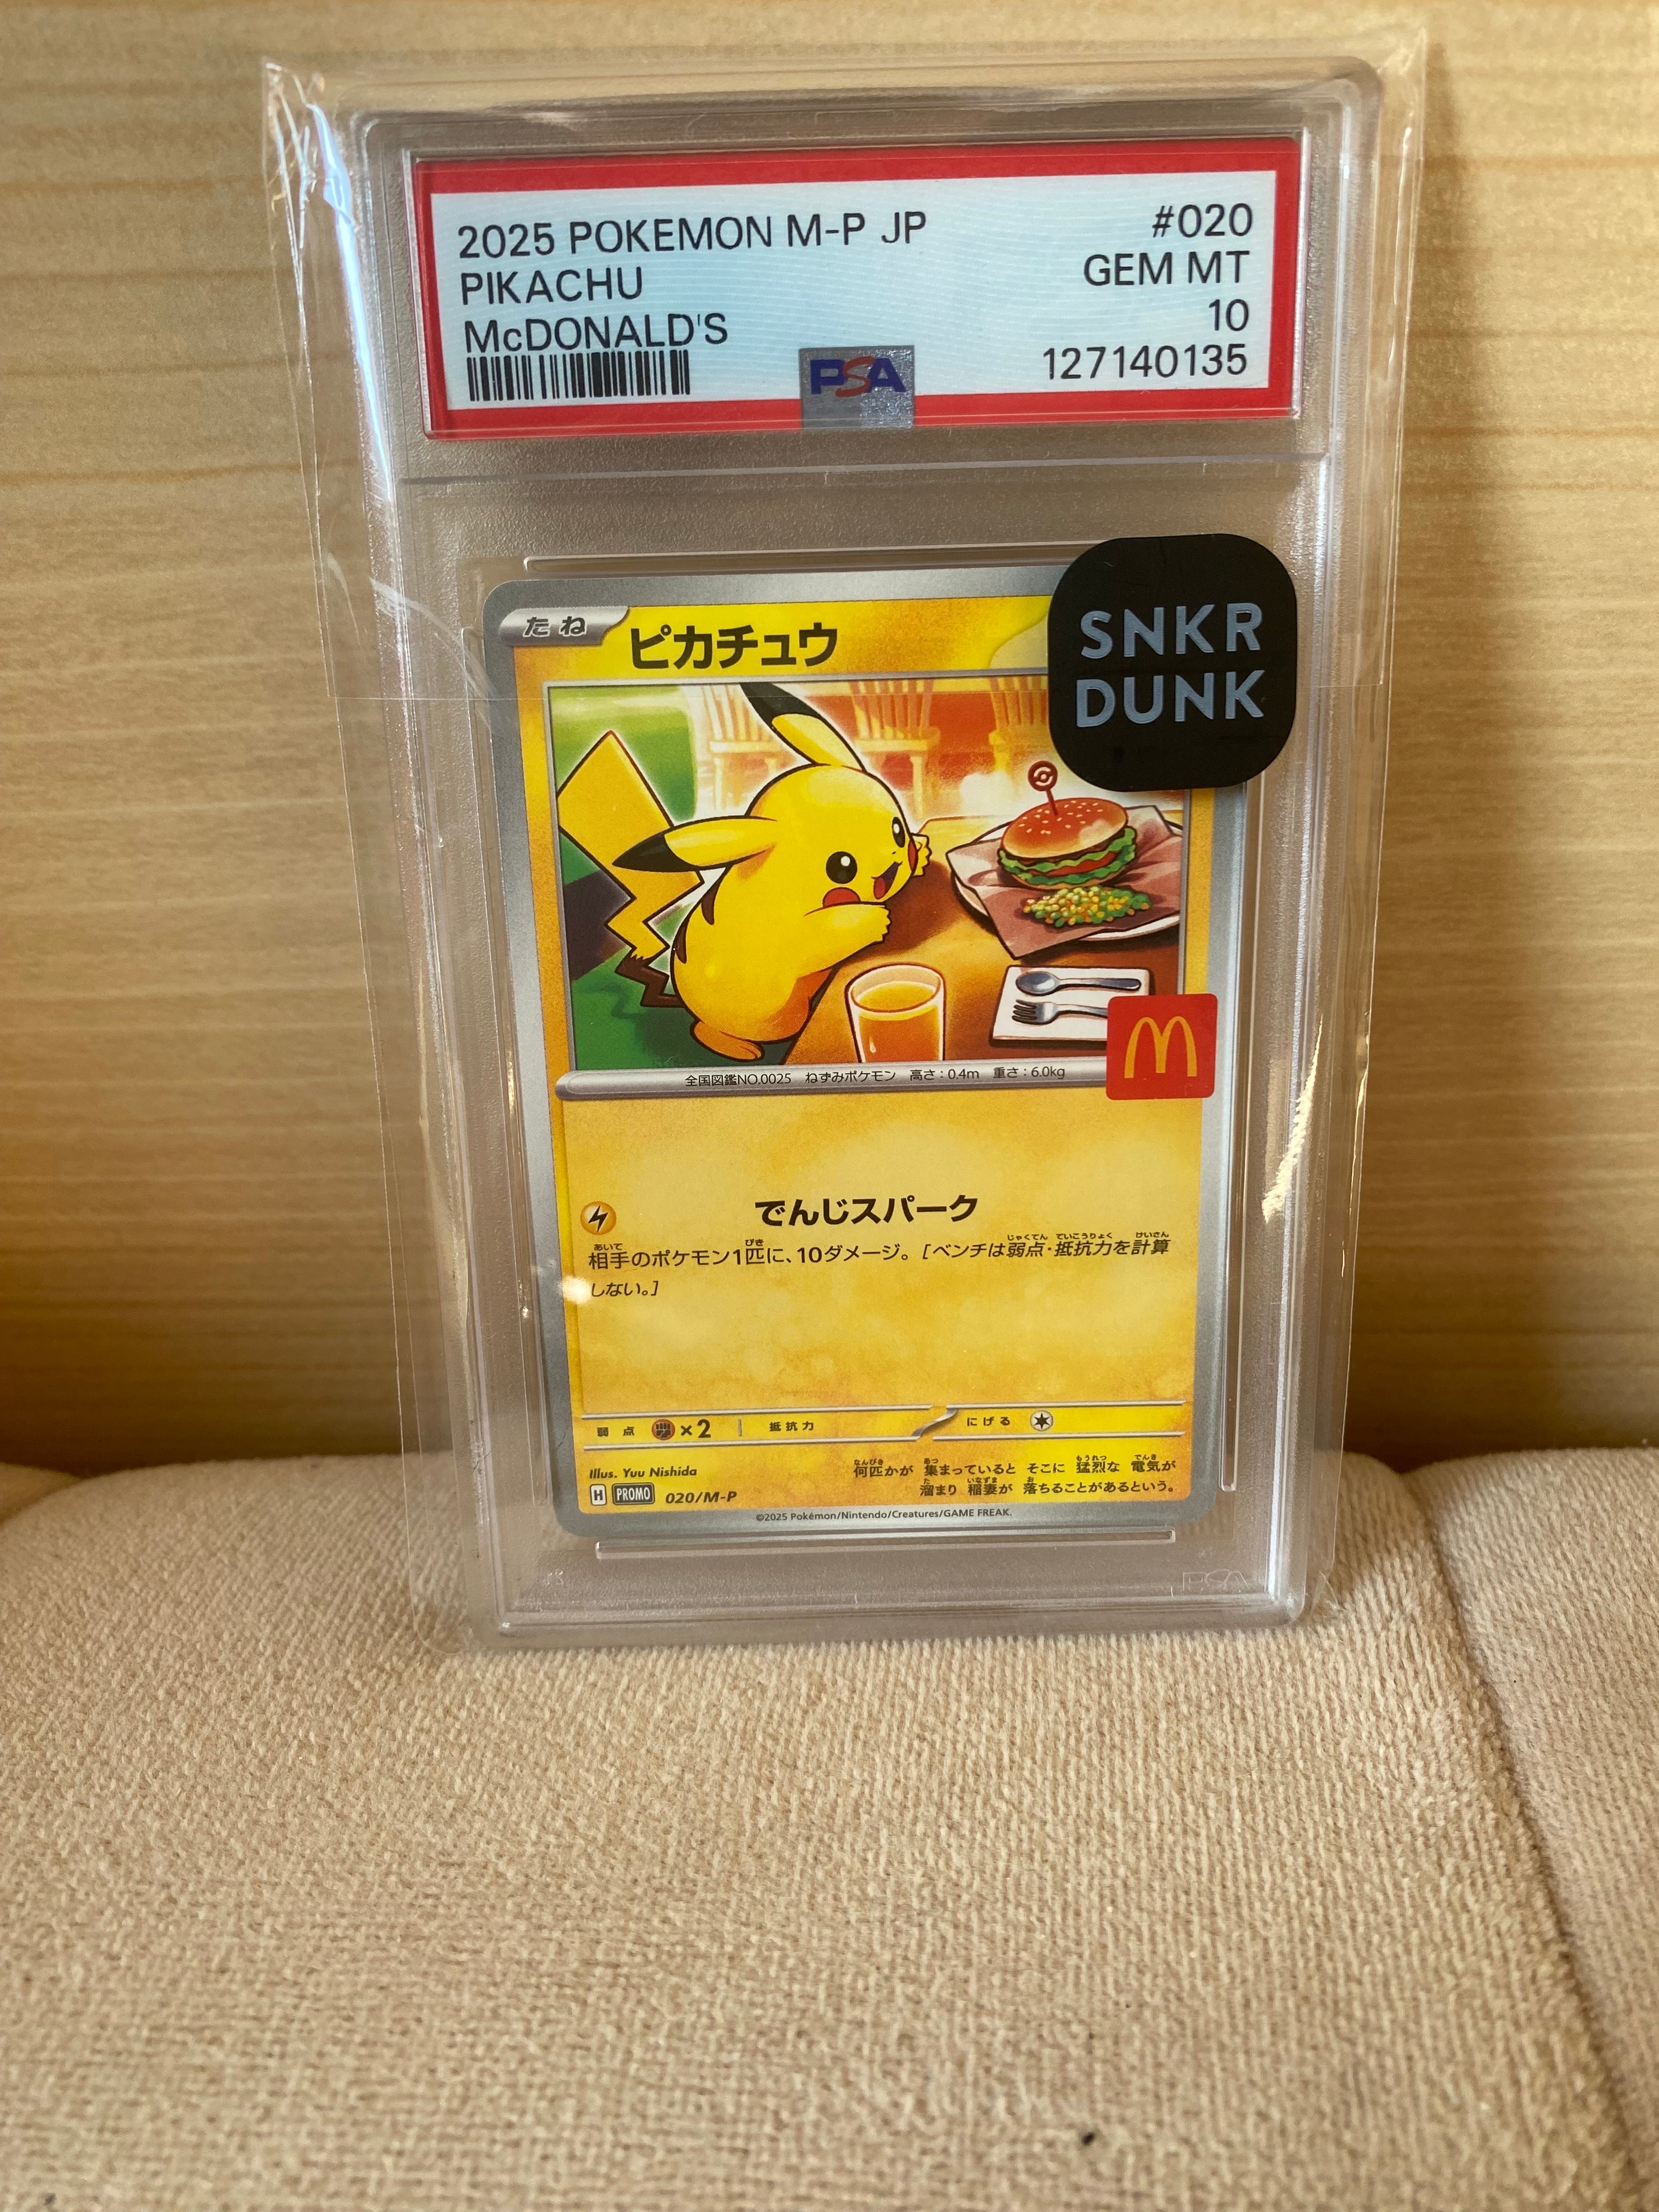 2025 POKEMON M-P JP #020
PIKACHU GEM MT
McDONALD'S 10
PSA 127140135
SNKR
DUNK
たね ピカチュウ
全国図鑑NO.0025 ねずみポケモン 高さ:0.4m 重さ:6.0kg
でんじスパーク
相手のポケモン1匹に、10ダメージ。[ベンチは弱点・抵抗力を計算
しない。]
弱点 ×2 抵抗力 にげる
Illus. Yuu Nishida
H PROMO 020/M-P
何匹かが 集まっていると そこに 猛烈な 電気が
溜まり 稲妻が 落ちることがあるという。
©2025 Pokémon/Nintendo/Creatures/GAME FREAK.
PSA